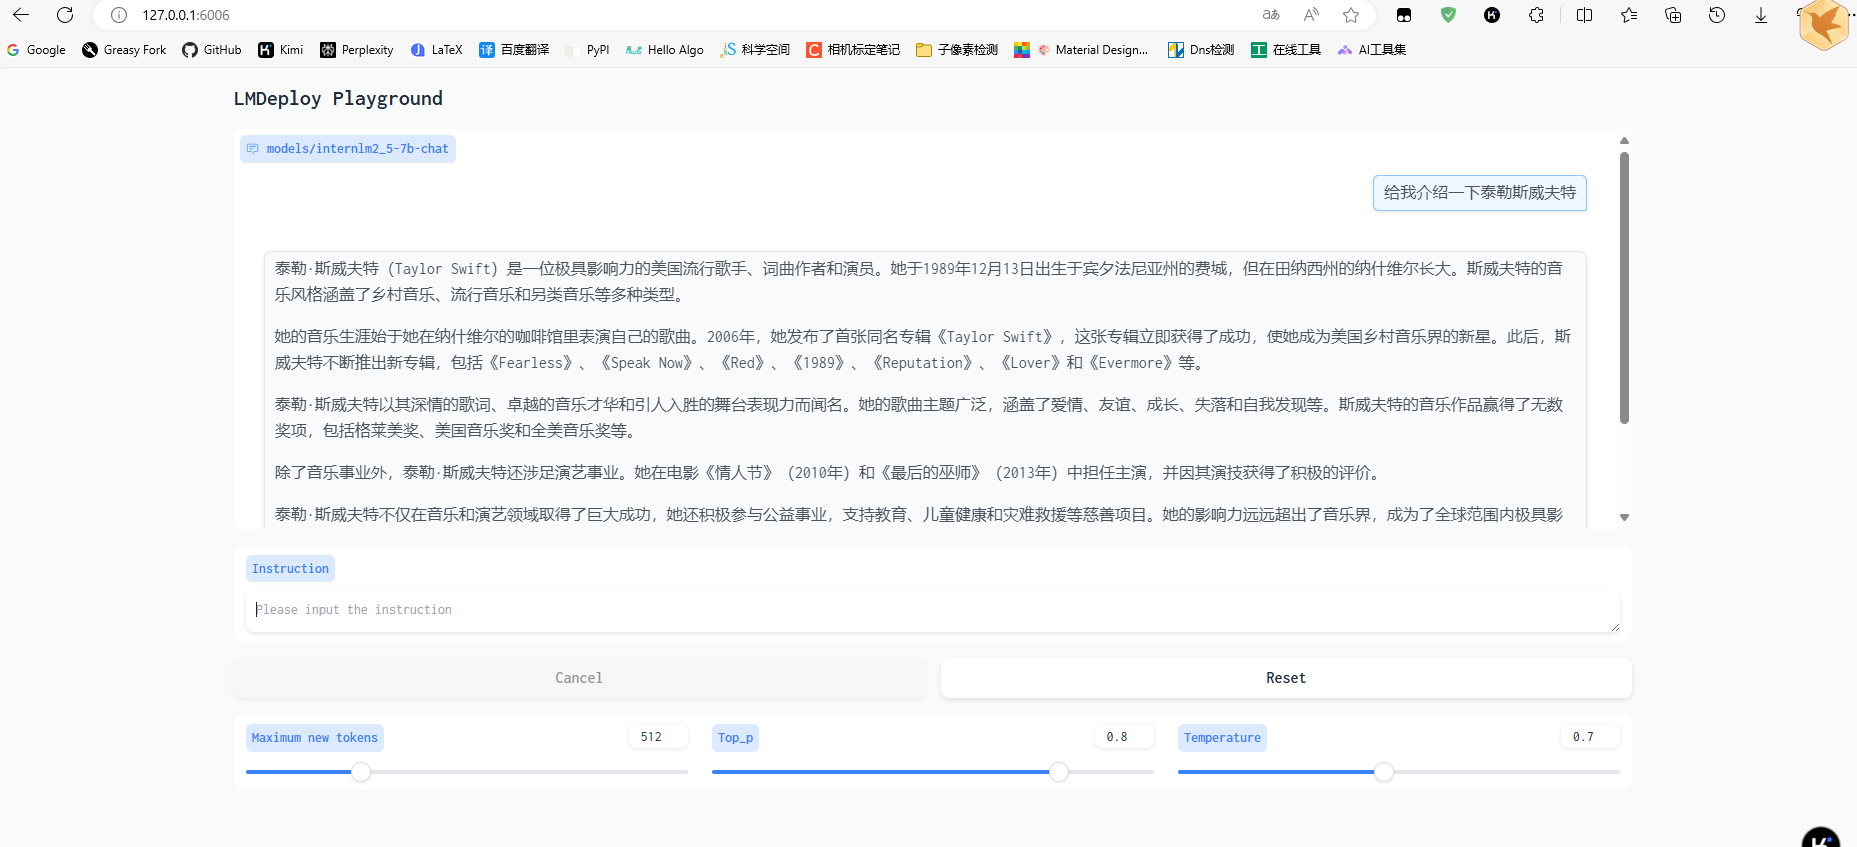 127.0.0.1:6006
Google Greasy Fork GitHub Kimi Perplexity LaTeX 百度翻译 PyPI Hello Algo 科学空间 相机标定笔记 子像素检测 Material Design... Dns检测 在线工具 AI工具集
LMDeploy Playground
models/internlm2_5-7b-chat
给我介绍一下泰勒斯威夫特
泰勒·斯威夫特（Taylor Swift）是一位极具影响力的美国流行歌手、词曲作者和演员。她于1989年12月13日出生于宾夕法尼亚州的费城，但在田纳西州的纳什维尔长大。斯威夫特的音
乐风格涵盖了乡村音乐、流行音乐和另类音乐等多种类型。
她的音乐生涯始于她在纳什维尔的咖啡馆里表演自己的歌曲。2006年，她发布了首张同名专辑《Taylor Swift》，这张专辑立即获得了成功，使她成为美国乡村音乐界的新星。此后，斯
威夫特不断推出新专辑，包括《Fearless》、《Speak Now》、《Red》、《1989》、《Reputation》、《Lover》和《Evermore》等。
泰勒·斯威夫特以其深情的歌词、卓越的音乐才华和引人入胜的舞台表现力而闻名。她的歌曲主题广泛，涵盖了爱情、友谊、成长、失落和自我发现等。斯威夫特的音乐作品赢得了无数
奖项，包括格莱美奖、美国音乐奖和全美音乐奖等。
除了音乐事业外，泰勒·斯威夫特还涉足演艺事业。她在电影《情人节》（2010年）和《最后的巫师》（2013年）中担任主演，并因其演技获得了积极的评价。
泰勒·斯威夫特不仅在音乐和演艺领域取得了巨大成功，她还积极参与公益事业，支持教育、儿童健康和灾难救援等慈善项目。她的影响力远远超出了音乐界，成为了全球范围内极具影
Instruction
Please input the instruction
Cancel Reset
Maximum new tokens 512 Top_p 0.8 Temperature 0.7